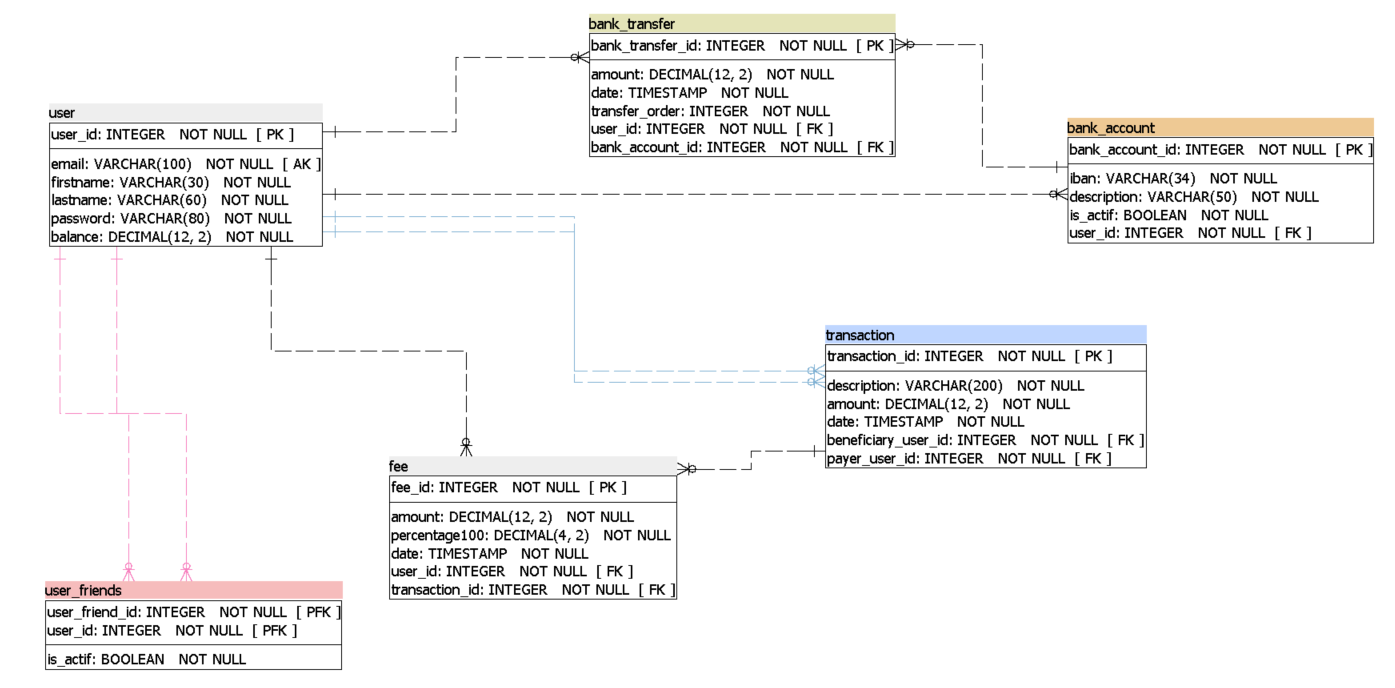 bank_transfer
bank_transfer_id: INTEGER NOT NULL [ PK ]
amount: DECIMAL(12, 2) NOT NULL
date: TIMESTAMP NOT NULL
transfer_order: INTEGER NOT NULL
user_id: INTEGER NOT NULL [ FK ]
bank_account_id: INTEGER NOT NULL [ FK ]
user
user_id: INTEGER NOT NULL [ PK ]
email: VARCHAR(100) NOT NULL [ AK ]
firstname: VARCHAR(30) NOT NULL
lastname: VARCHAR(60) NOT NULL
password: VARCHAR(80) NOT NULL
balance: DECIMAL(12, 2) NOT NULL
bank_account
bank_account_id: INTEGER NOT NULL [ PK ]
iban: VARCHAR(34) NOT NULL
description: VARCHAR(50) NOT NULL
is_actif: BOOLEAN NOT NULL
user_id: INTEGER NOT NULL [ FK ]
transaction
transaction_id: INTEGER NOT NULL [ PK ]
description: VARCHAR(200) NOT NULL
amount: DECIMAL(12, 2) NOT NULL
date: TIMESTAMP NOT NULL
beneficiary_user_id: INTEGER NOT NULL [ FK ]
payer_user_id: INTEGER NOT NULL [ FK ]
fee
fee_id: INTEGER NOT NULL [ PK ]
amount: DECIMAL(12, 2) NOT NULL
percentage100: DECIMAL(4, 2) NOT NULL
date: TIMESTAMP NOT NULL
user_id: INTEGER NOT NULL [ FK ]
transaction_id: INTEGER NOT NULL [ FK ]
user_friends
user_friend_id: INTEGER NOT NULL [ PFK ]
user_id: INTEGER NOT NULL [ PFK ]
is_actif: BOOLEAN NOT NULL